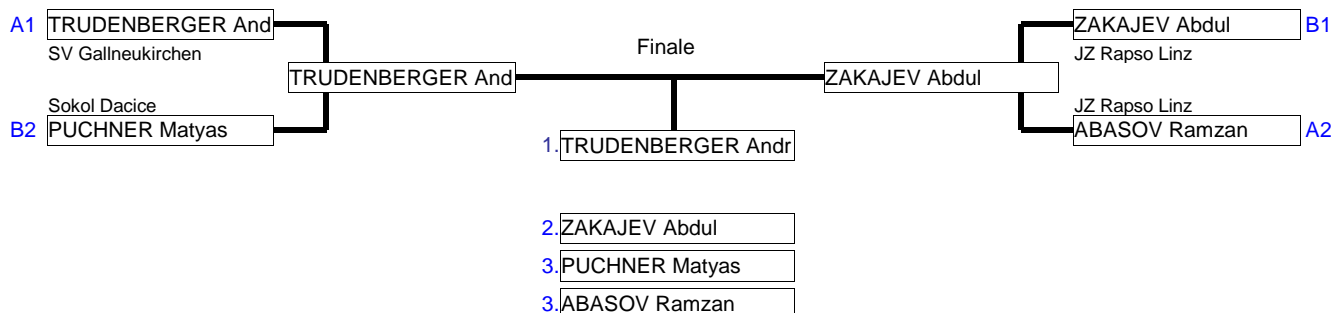 A1 TRUDENBERGER And
SV Gallneukirchen
ZAKAJEV Abdul B1
JZ Rapso Linz
Finale
TRUDENBERGER And
ZAKAJEV Abdul
Sokol Dacice
B2 PUCHNER Matyas
JZ Rapso Linz
ABASOV Ramzan A2
1. TRUDENBERGER Andr
2. ZAKAJEV Abdul
3. PUCHNER Matyas
3. ABASOV Ramzan